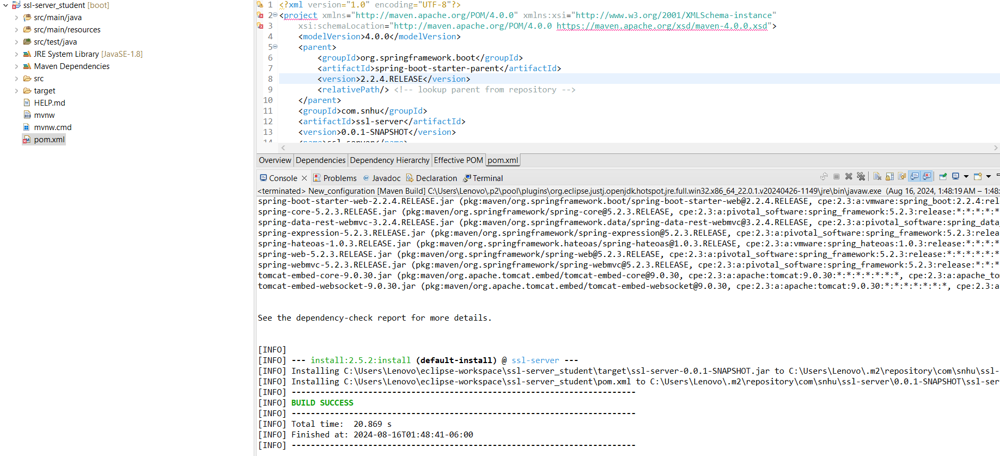 ssl-server_student [boot]
src/main/java
src/main/resources
src/test/java
JRE System Library [JavaSE-1.8]
Maven Dependencies
src
target
HELP.md
mvnw
mvnw.cmd
pom.xml
1 <?xml version="1.0" encoding="UTF-8"?>
2 <project xmlns="http://maven.apache.org/POM/4.0.0" xmlns:xsi="http://www.w3.org/2001/XMLSchema-instance"
3 xsi:schemaLocation="http://maven.apache.org/POM/4.0.0 https://maven.apache.org/xsd/maven-4.0.0.xsd">
4 <modelVersion>4.0.0</modelVersion>
5 <parent>
6 <groupId>org.springframework.boot</groupId>
7 <artifactId>spring-boot-starter-parent</artifactId>
8 <version>2.2.4.RELEASE</version>
9 <relativePath/> <!-- lookup parent from repository -->
10 </parent>
11 <groupId>com.snhu</groupId>
12 <artifactId>ssl-server</artifactId>
13 <version>0.0.1-SNAPSHOT</version>
14 <name>ssl-server</name>
Overview Dependencies Dependency Hierarchy Effective POM pom.xml
Console Problems @ Javadoc Declaration Terminal
<terminated> New_configuration [Maven Build] C:\Users\Lenovo\.p2\pool\plugins\org.eclipse.justj.openjdk.hotspot.jre.full.win32.x86_64_22.0.1.v20240426-1149\jre\bin\javaw.exe (Aug 16, 2024, 1:48:19 AM – 1:48:
spring-boot-starter-web-2.2.4.RELEASE.jar (pkg:maven/org.springframework.boot/spring-boot-starter-web@2.2.4.RELEASE, cpe:2.3:a:vmware:spring_boot:2.2.4:rel
spring-core-5.2.3.RELEASE.jar (pkg:maven/org.springframework/spring-core@5.2.3.RELEASE, cpe:2.3:a:pivotal_software:spring_framework:5.2.3:release:*:*:*:*:*
spring-data-rest-webmvc-3.2.4.RELEASE.jar (pkg:maven/org.springframework.data/spring-data-rest-webmvc@3.2.4.RELEASE, cpe:2.3:a:pivotal_software:spring_data_
spring-expression-5.2.3.RELEASE.jar (pkg:maven/org.springframework/spring-expression@5.2.3.RELEASE, cpe:2.3:a:pivotal_software:spring_framework:5.2.3:relea
spring-hateoas-1.0.3.RELEASE.jar (pkg:maven/org.springframework.hateoas/spring-hateoas@1.0.3.RELEASE, cpe:2.3:a:vmware:spring_hateoas:1.0.3:release:*:*:*:*
spring-web-5.2.3.RELEASE.jar (pkg:maven/org.springframework/spring-web@5.2.3.RELEASE, cpe:2.3:a:pivotal_software:spring_framework:5.2.3:release:*:*:*:*:*:*
spring-webmvc-5.2.3.RELEASE.jar (pkg:maven/org.springframework/spring-webmvc@5.2.3.RELEASE, cpe:2.3:a:pivotal_software:spring_framework:5.2.3:release:*:*:*
tomcat-embed-core-9.0.30.jar (pkg:maven/org.apache.tomcat.embed/tomcat-embed-core@9.0.30, cpe:2.3:a:apache:tomcat:9.0.30:*:*:*:*:*:*:*, cpe:2.3:a:apache_to
tomcat-embed-websocket-9.0.30.jar (pkg:maven/org.apache.tomcat.embed/tomcat-embed-websocket@9.0.30, cpe:2.3:a:apache:tomcat:9.0.30:*:*:*:*:*:*:*, cpe:2.3:a
See the dependency-check report for more details.
[INFO]
[INFO] --- install:2.5.2:install (default-install) @ ssl-server ---
[INFO] Installing C:\Users\Lenovo\eclipse-workspace\ssl-server_student\target\ssl-server-0.0.1-SNAPSHOT.jar to C:\Users\Lenovo\.m2\repository\com\snhu\ssl-
[INFO] Installing C:\Users\Lenovo\eclipse-workspace\ssl-server_student\pom.xml to C:\Users\Lenovo\.m2\repository\com\snhu\ssl-server\0.0.1-SNAPSHOT\ssl-ser
[INFO] ------------------------------------------------------------------------
[INFO] BUILD SUCCESS
[INFO] ------------------------------------------------------------------------
[INFO] Total time:  20.869 s
[INFO] Finished at: 2024-08-16T01:48:41-06:00
[INFO] ------------------------------------------------------------------------